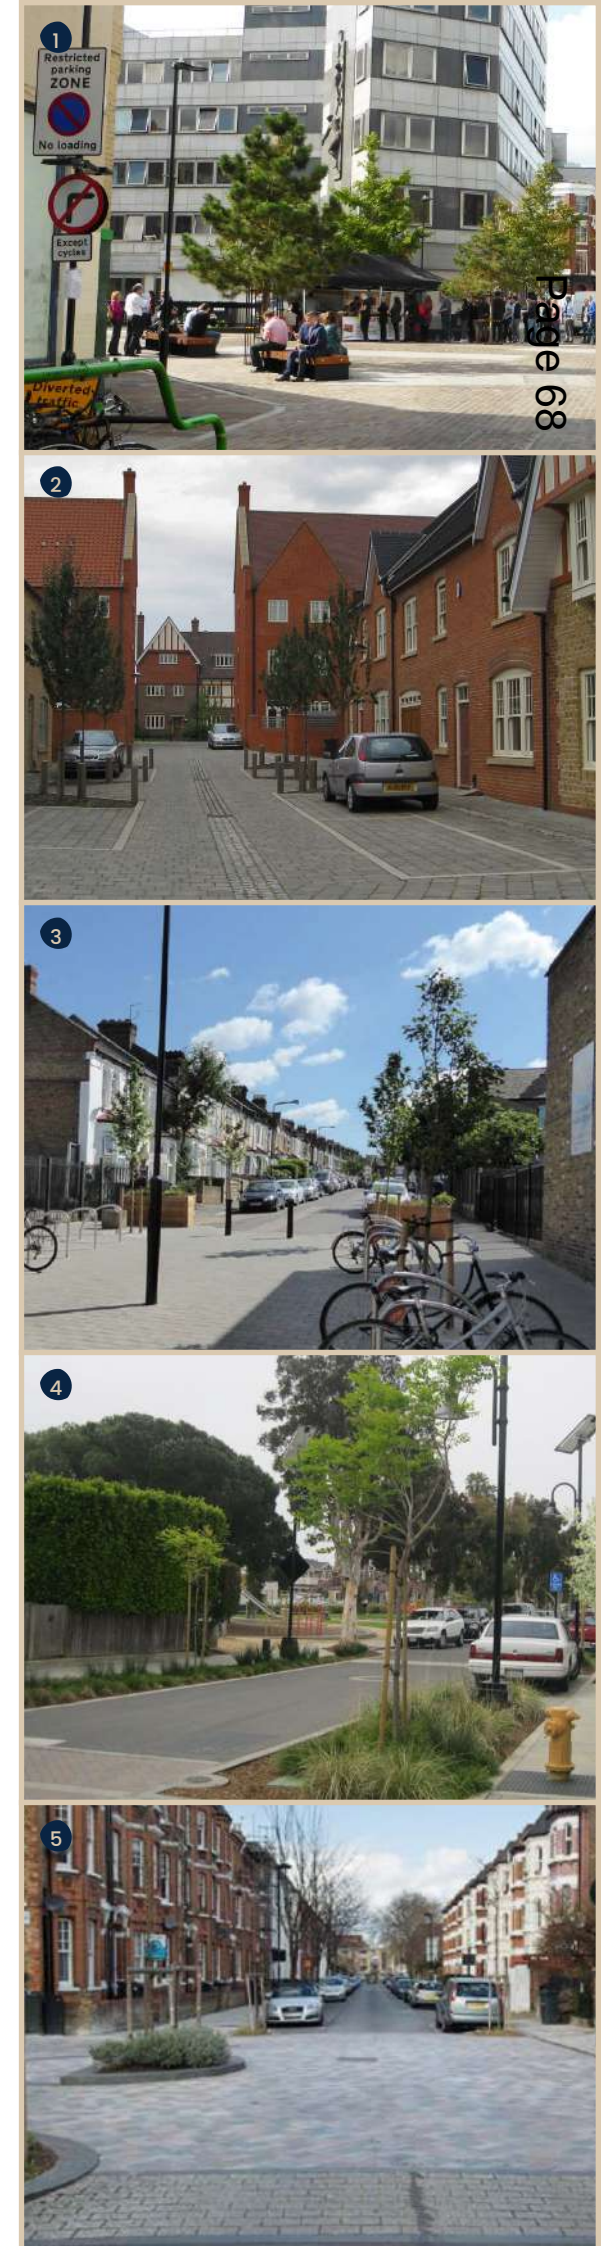 1
Restricted
parking
ZONE
No loading
Except
cycles
Diverted
traffic
Page 68
2
3
4
5